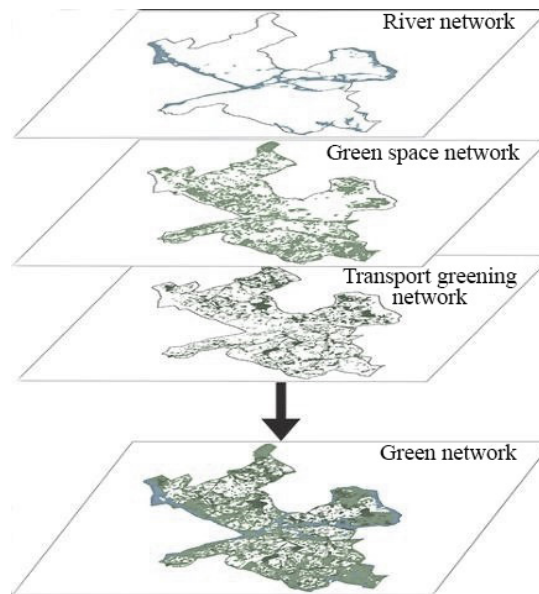 River network
Green space network
Transport greening
network
Green network